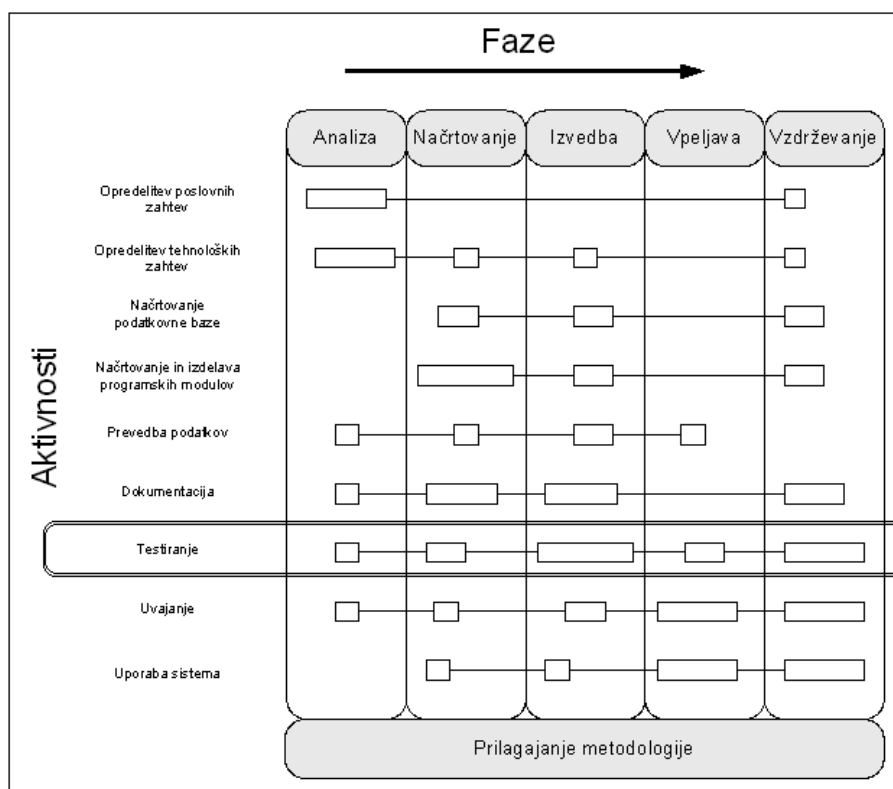 Faze
Analiza
Načrtovanje
Izvedba
Vpeljava
Vzdrževanje
Aktivnosti
Opredelitev poslovnih
zahtev
Opredelitev tehnoloških
zahtev
Načrtovanje
podatkovne baze
Načrtovanje in izdelava
programskih modulov
Prevedba podatkov
Dokumentacija
Testiranje
Uvajanje
Uporaba sistema
Prilagajanje metodologije